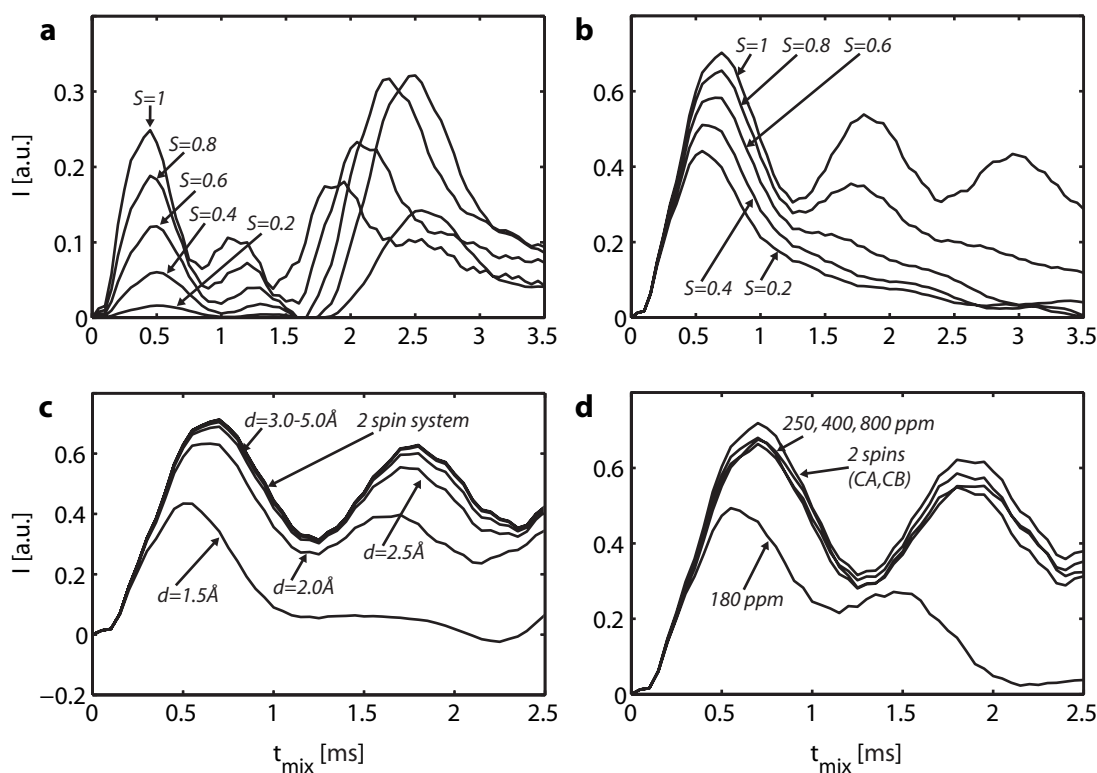 a
I [a.u.]
0.3
0.2
0.1
0
S=1
S=0.8
S=0.6
S=0.4
S=0.2
0 0.5 1 1.5 2 2.5 3 3.5
b
I [a.u.]
0.6
0.4
0.2
0
S=1
S=0.8
S=0.6
S=0.4
S=0.2
0 0.5 1 1.5 2 2.5 3 3.5
c
I [a.u.]
0.6
0.4
0.2
0
−0.2
d=3.0-5.0Å
2 spin system
d=1.5Å
d=2.0Å
d=2.5Å
0 0.5 1 1.5 2 2.5
tmix [ms]
d
I [a.u.]
0.6
0.4
0.2
0
250, 400, 800 ppm
2 spins
(CA,CB)
180 ppm
0 0.5 1 1.5 2 2.5
tmix [ms]